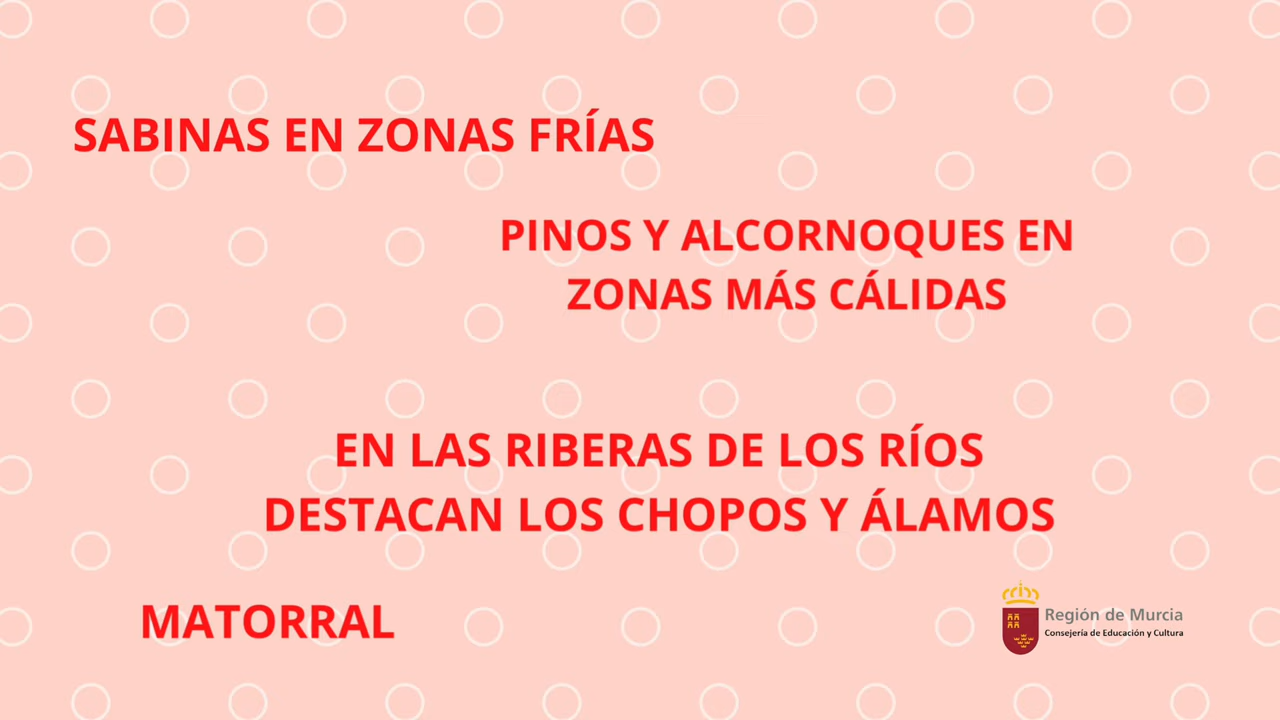 SABINAS EN ZONAS FRÍAS
PINOS Y ALCORNOQUES EN
ZONAS MÁS CÁLIDAS
EN LAS RIBERAS DE LOS RÍOS
DESTACAN LOS CHOPOS Y ÁLAMOS
MATORRAL
Región de Murcia
Consejería de Educación y Cultura